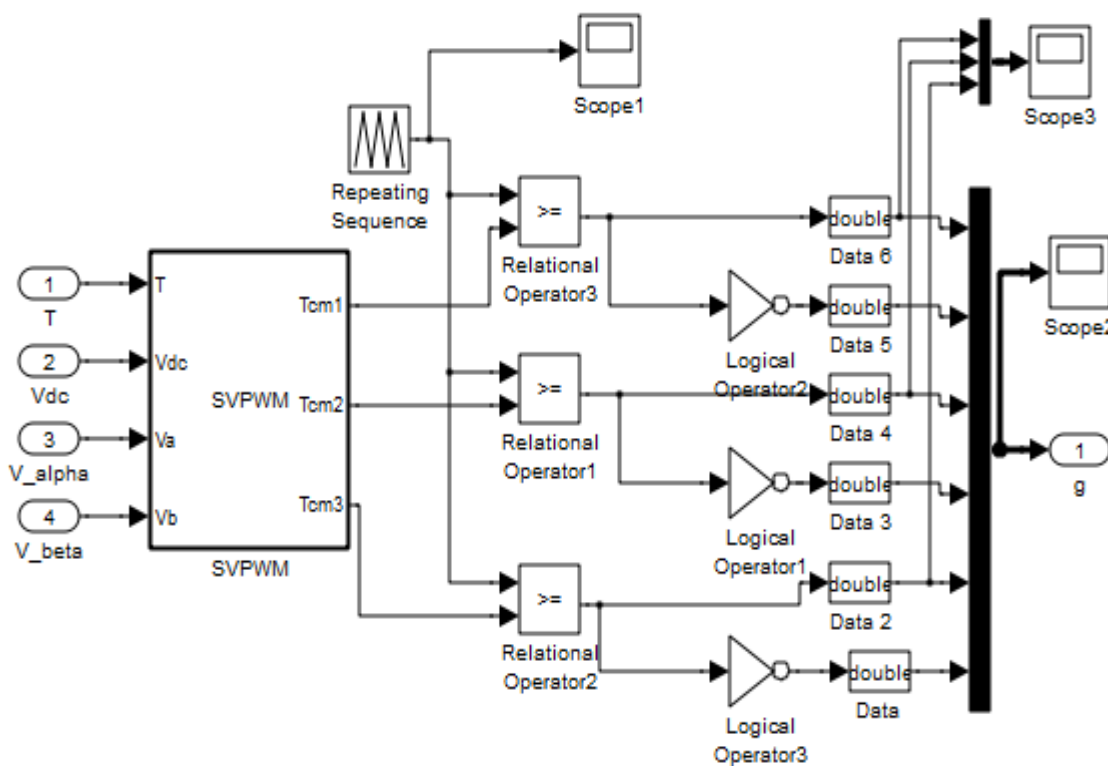 Scope1
Scope3
Repeating
Sequence
>=
Relational
Operator3
double
Data 6
1
T
T
Tcm1
Logical
Operator2
double
Data 5
Scope2
2
Vdc
Vdc
SVPWM
Tcm2
>=
Relational
Operator1
double
Data 4
3
V_alpha
Va
Logical
Operator1
double
Data 3
1
g
4
V_beta
Vb
Tcm3
SVPWM
>=
Relational
Operator2
double
Data 2
Logical
Operator3
double
Data